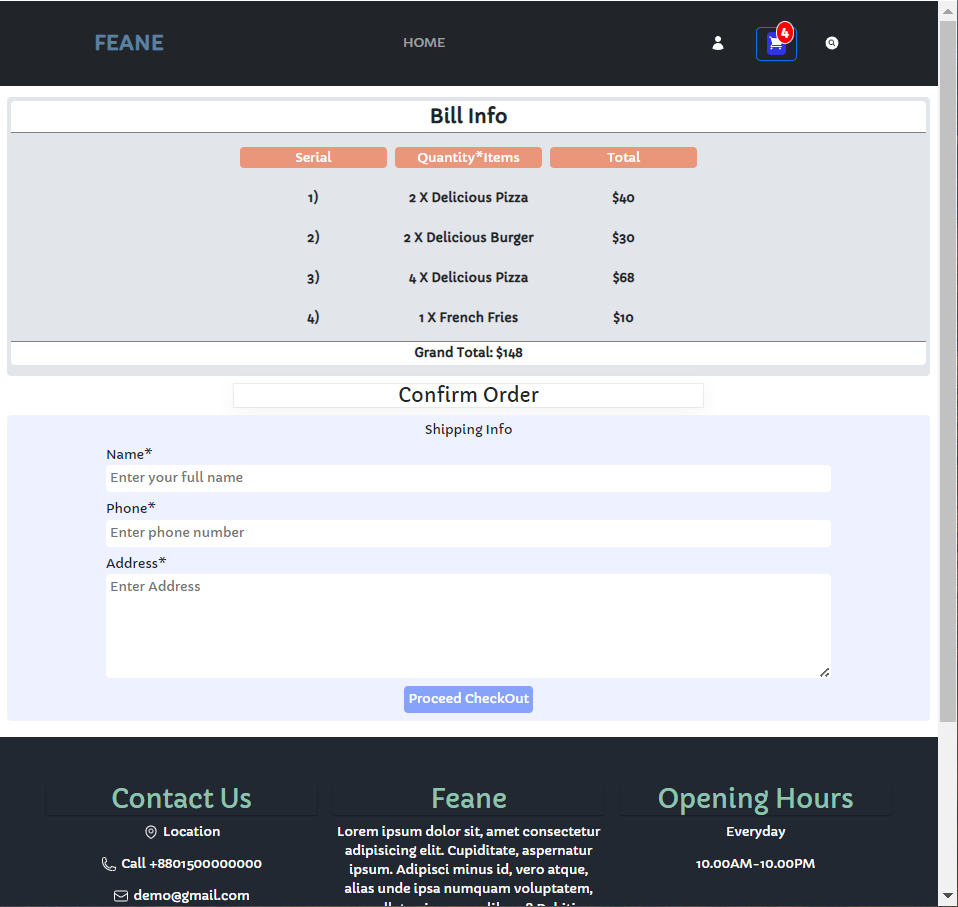 FEANE HOME 4
Bill Info
Serial Quantity*Items Total
1) 2 X Delicious Pizza $40
2) 2 X Delicious Burger $30
3) 4 X Delicious Pizza $68
4) 1 X French Fries $10
Grand Total: $148
Confirm Order
Shipping Info
Name*
Enter your full name
Phone*
Enter phone number
Address*
Enter Address
Proceed CheckOut
Contact Us
Location
Call +8801500000000
demo@gmail.com
Feane
Lorem ipsum dolor sit, amet consectetur
adipisicing elit. Cupiditate, aspernatur
ipsum. Adipisci minus id, vero atque,
alias unde ipsa numquam voluptatem,
Opening Hours
Everyday
10.00AM-10.00PM